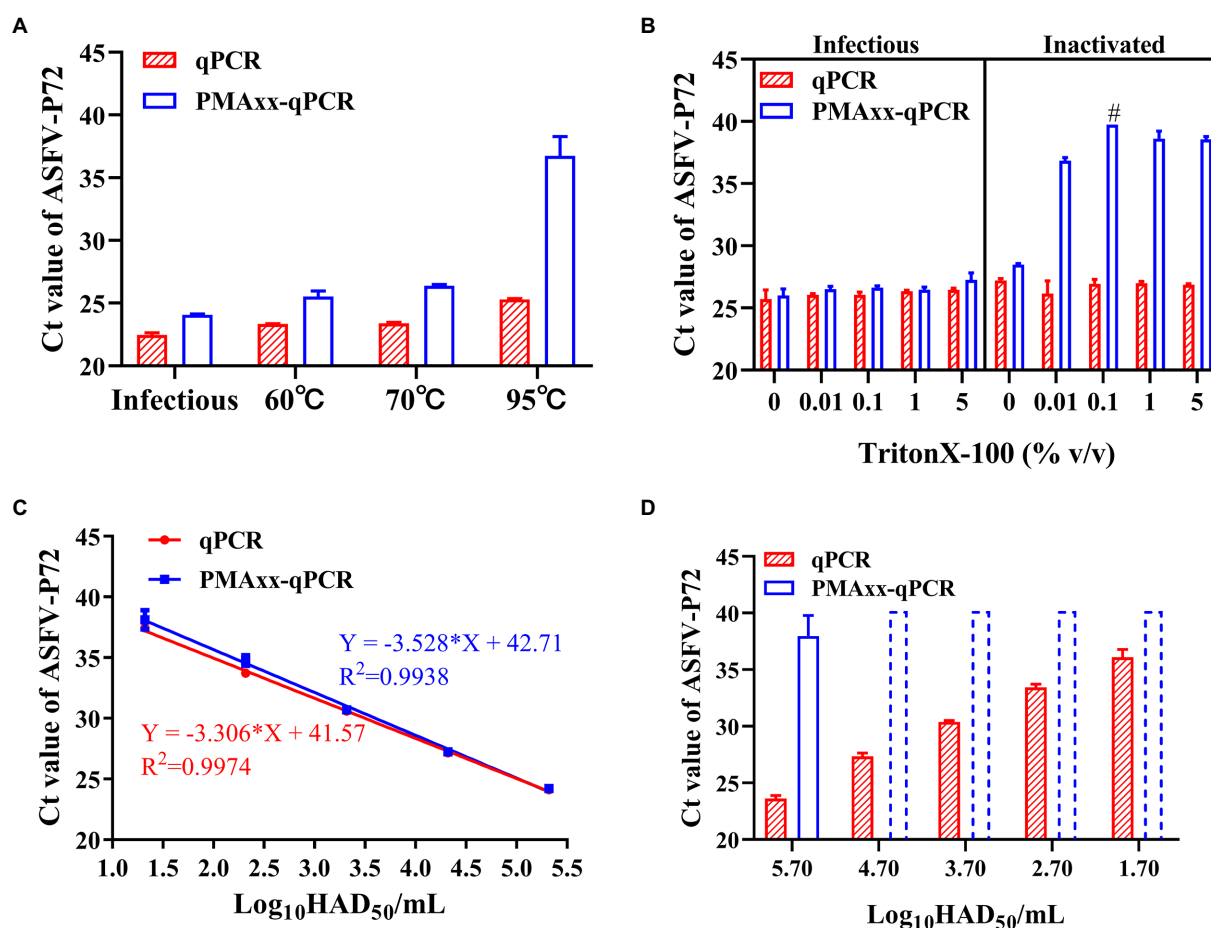 A
qPCR
PMAxx-qPCR
Ct value of ASFV-P72
45
40
35
30
25
20
Infectious 60℃ 70℃ 95℃
B
Infectious Inactivated
qPCR
PMAxx-qPCR
#
Ct value of ASFV-P72
45
40
35
30
25
20
0 0.01 0.1 1 5 0 0.01 0.1 1 5
TritonX-100 (% v/v)
C
qPCR
PMAxx-qPCR
Ct value of ASFV-P72
45
40
35
30
25
20
Y = -3.528*X + 42.71
R²=0.9938
Y = -3.306*X + 41.57
R²=0.9974
1.0 1.5 2.0 2.5 3.0 3.5 4.0 4.5 5.0 5.5
Log₁₀HAD₅₀/mL
D
qPCR
PMAxx-qPCR
Ct value of ASFV-P72
45
40
35
30
25
20
5.70 4.70 3.70 2.70 1.70
Log₁₀HAD₅₀/mL